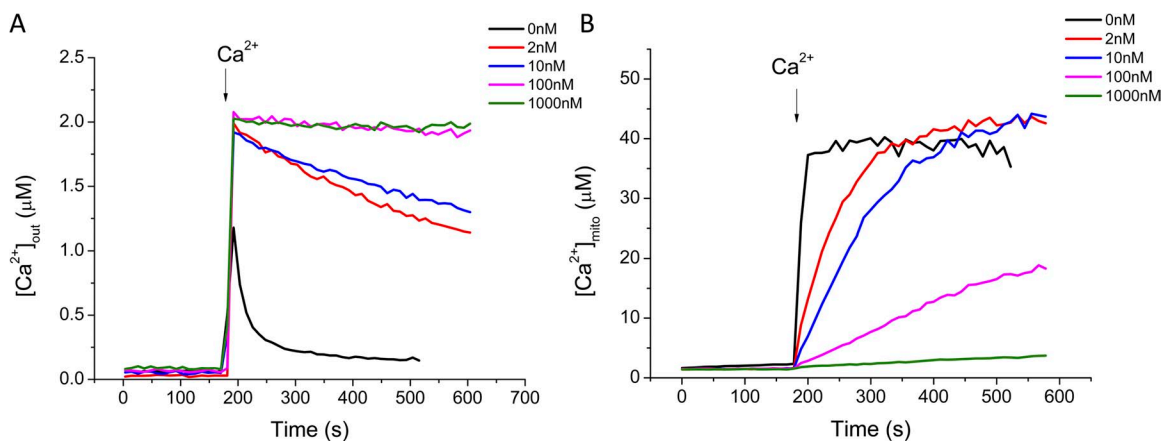 A
Ca²⁺
0nM
2nM
10nM
100nM
1000nM
2.5
2.0
1.5
1.0
0.5
0.0
[Ca²⁺]out (μM)
0 100 200 300 400 500 600 700
Time (s)
B
Ca²⁺
0nM
2nM
10nM
100nM
1000nM
50
40
30
20
10
0
[Ca²⁺]mito (μM)
0 100 200 300 400 500 600
Time (s)